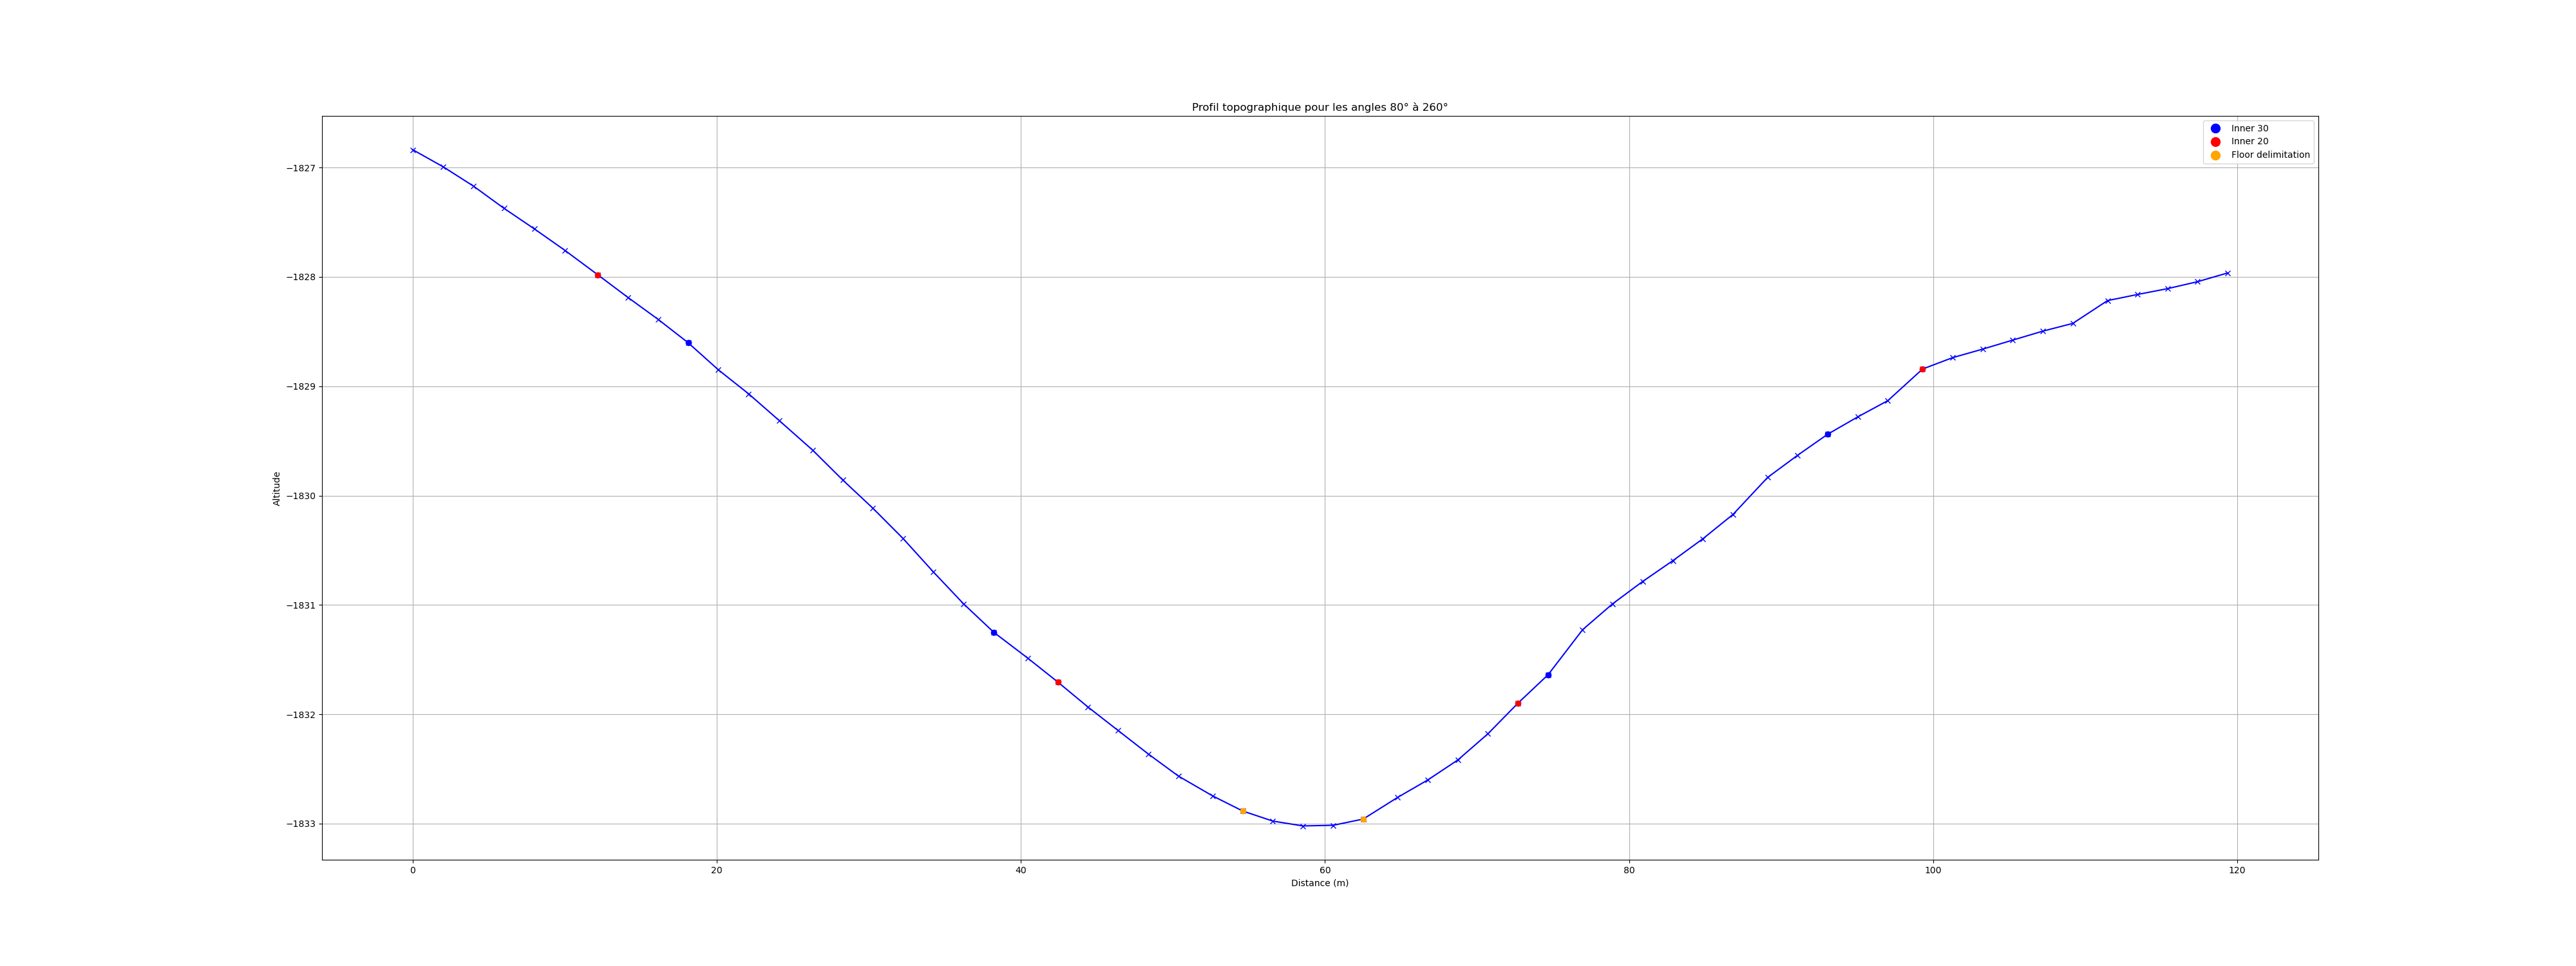 Profil topographique pour les angles 80° à 260°
Inner 30
Inner 20
Floor delimitation
−1827
−1828
−1829
−1830
−1831
−1832
−1833
Altitude
0
20
40
60
80
100
120
Distance (m)